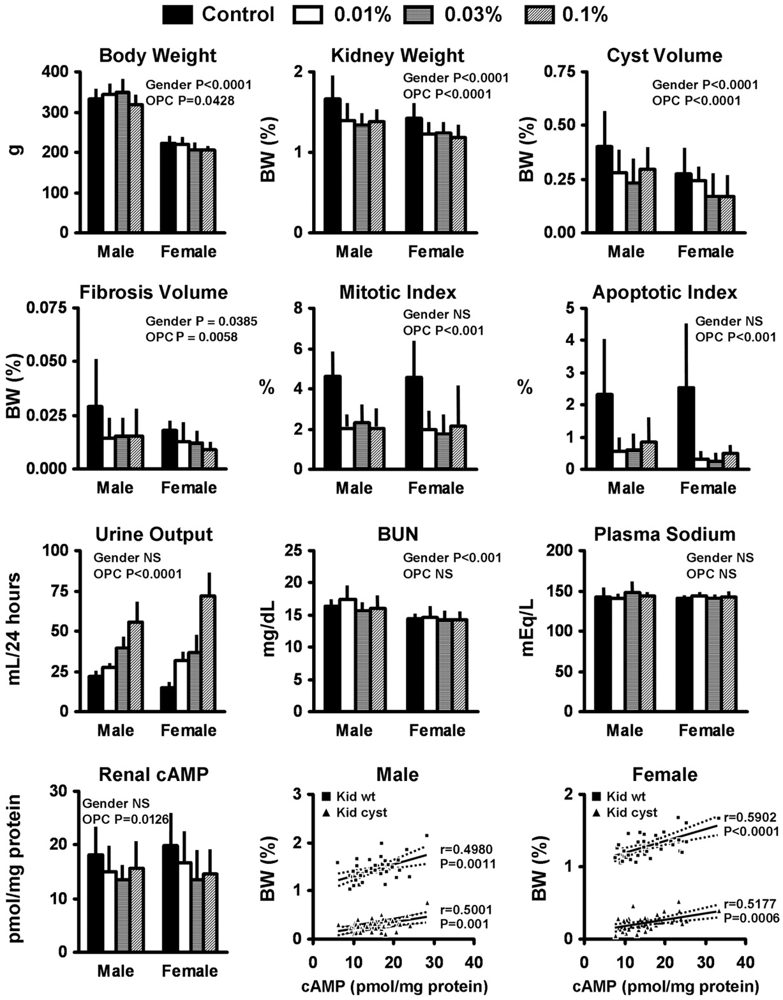 Control 0.01% 0.03% 0.1%
Body Weight
400
300
200
100
0
g
Gender P<0.0001
OPC P=0.0428
Male Female
Kidney Weight
2
1
0
BW (%)
Gender P<0.0001
OPC P<0.0001
Male Female
Cyst Volume
0.75
0.50
0.25
0.00
BW (%)
Gender P<0.0001
OPC P<0.0001
Male Female
Fibrosis Volume
0.075
0.050
0.025
0.000
BW (%)
Gender P = 0.0385
OPC P = 0.0058
Male Female
Mitotic Index
8
6
4
2
0
%
Gender NS
OPC P<0.001
Male Female
Apoptotic Index
5
4
3
2
1
0
%
Gender NS
OPC P<0.001
Male Female
Urine Output
100
75
50
25
0
mL/24 hours
Gender NS
OPC P<0.0001
Male Female
BUN
25
20
15
10
5
0
mg/dL
Gender P<0.001
OPC NS
Male Female
Plasma Sodium
200
150
100
50
0
mEq/L
Gender NS
OPC NS
Male Female
Renal cAMP
30
20
10
0
pmol/mg protein
Gender NS
OPC P=0.0126
Male Female
Male
3
2
1
0
BW (%)
Kid wt
Kid cyst
r=0.4980
P=0.0011
r=0.5001
P=0.001
0 10 20 30 40
cAMP (pmol/mg protein)
Female
2
1
0
BW (%)
Kid wt
Kid cyst
r=0.5902
P<0.0001
r=0.5177
P=0.0006
0 10 20 30 40
cAMP (pmol/mg protein)